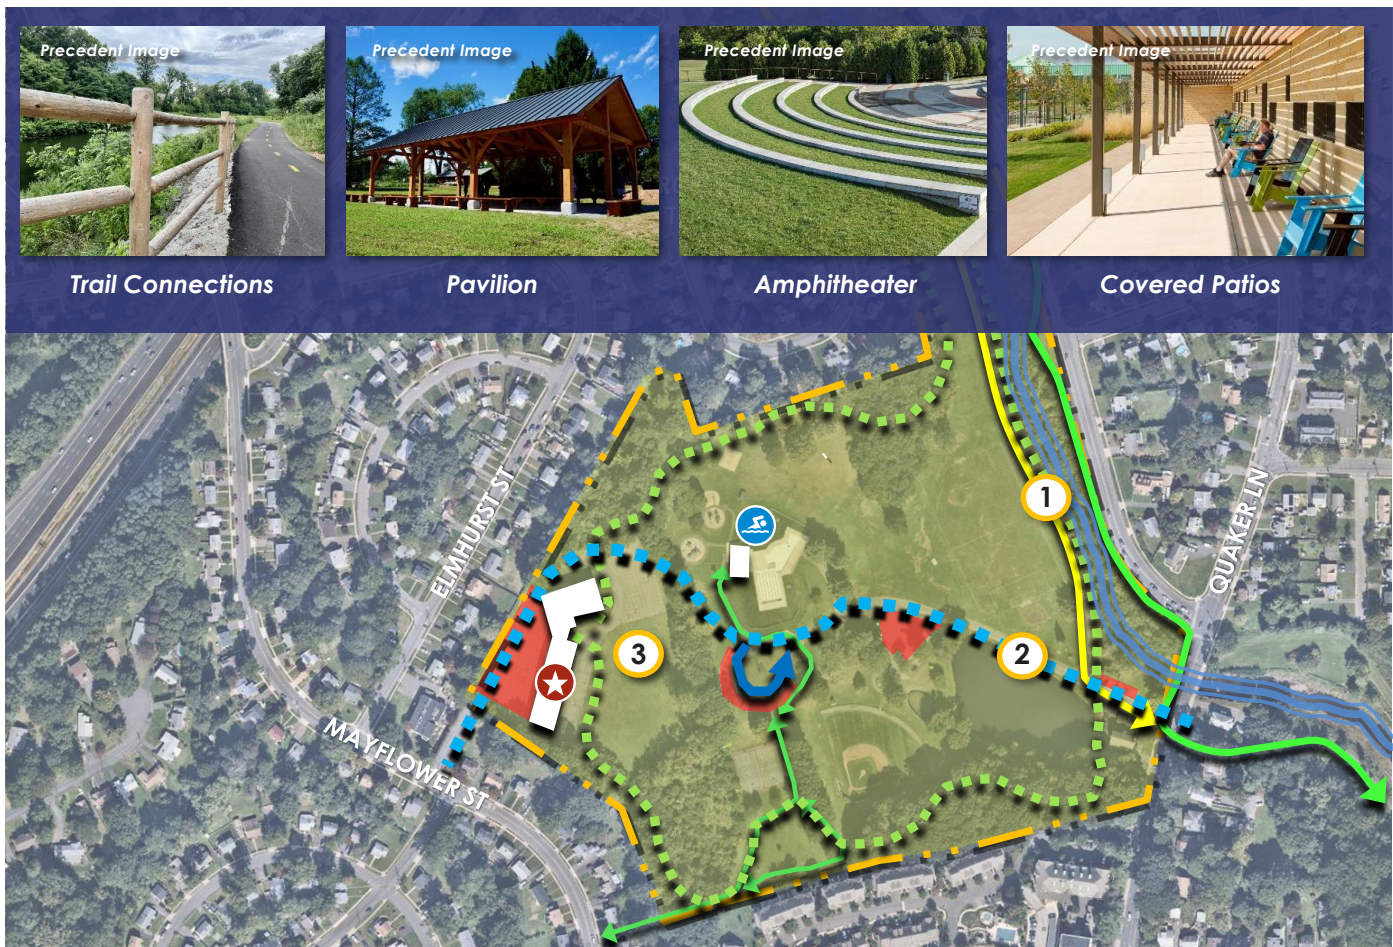 Precedent Image
Precedent Image
Precedent Image
Precedent Image
Trail Connections
Pavilion
Amphitheater
Covered Patios
ELMHURST ST
QUAKER LN
MAYFLOWER ST
1
2
3